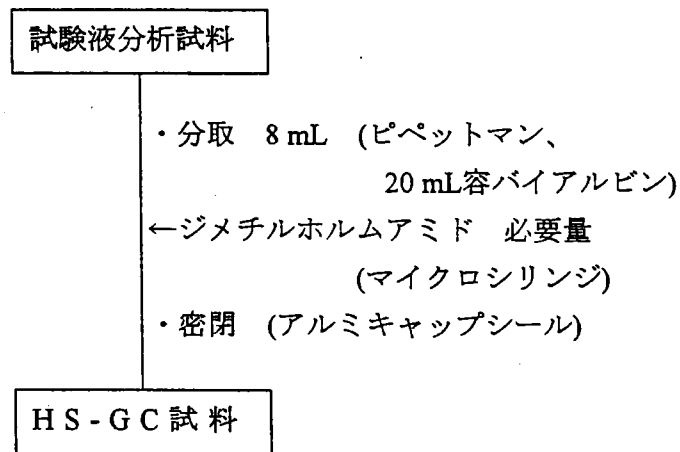 試験液分析試料
・分取 8 mL (ピペットマン、
20 mL容バイアルビン)
←ジメチルホルムアミド 必要量
(マイクロシリンジ)
・密閉 (アルミキャップシール)
HS-GC試料